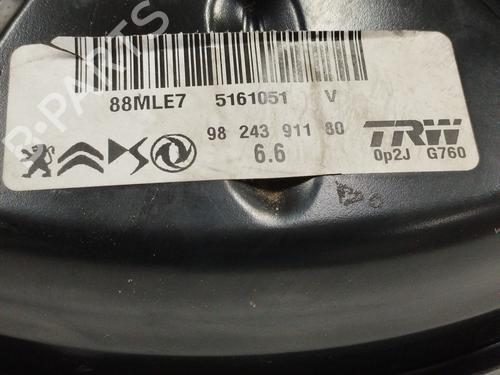 B-PARTS
88MLE7 5161051 V
98 243 911 80
6.6
TRW
0p2J G760